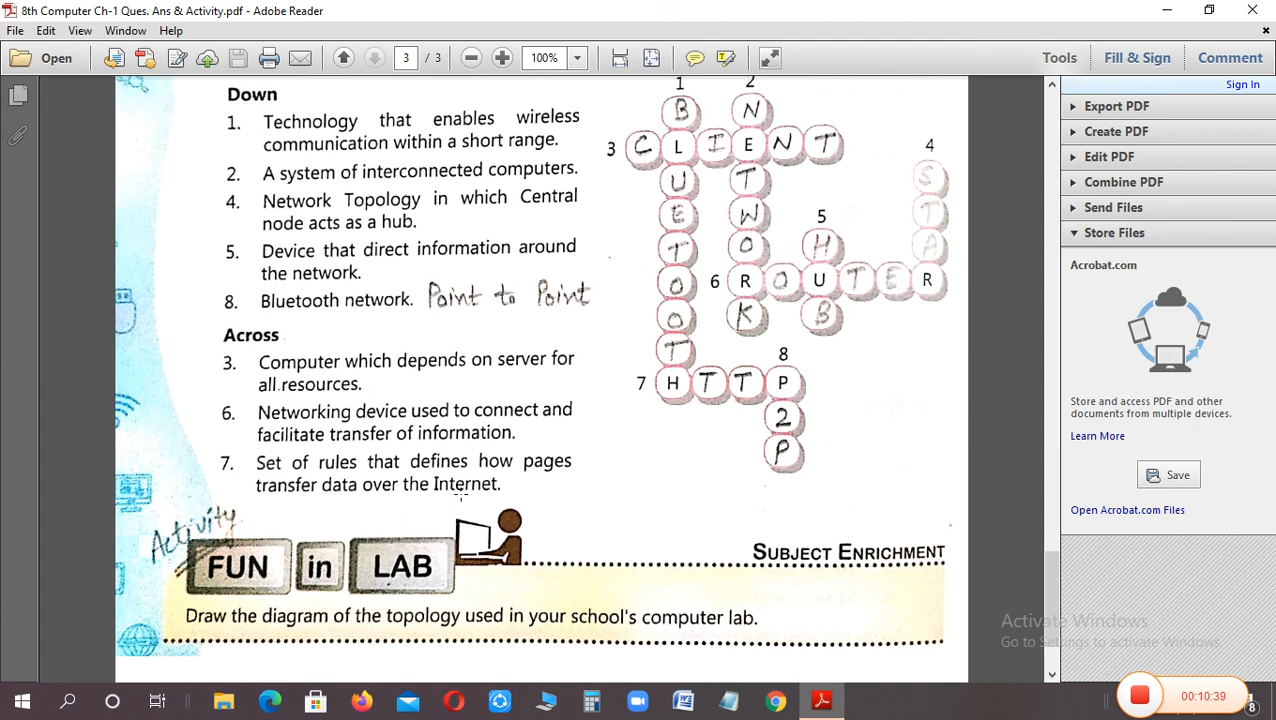 8th Computer Ch-1 Ques. Ans & Activity.pdf - Adobe Reader
File Edit View Window Help
Open 3 / 3 100% Tools Fill & Sign Comment
Sign In
Export PDF
Create PDF
Edit PDF
Combine PDF
Send Files
Store Files
Acrobat.com
Store and access PDF and other
documents from multiple devices.
Learn More
Save
Open Acrobat.com Files
Down
1. Technology that enables wireless
communication within a short range.
2. A system of interconnected computers.
4. Network Topology in which Central
node acts as a hub.
5. Device that direct information around
the network.
8. Bluetooth network. Point to Point
Across
3. Computer which depends on server for
all resources.
6. Networking device used to connect and
facilitate transfer of information.
7. Set of rules that defines how pages
transfer data over the Internet.
1 2
B N
3 C L I E N T 4
U T S
E W 5 T
T O H A
O 6 R O U T E R
O K B
T 8
7 H T T P
2
P
Activity
FUN in LAB
SUBJECT ENRICHMENT
Draw the diagram of the topology used in your school's computer lab.
Activate Windows
Go to Settings to activate Windows.
00:10:39
8